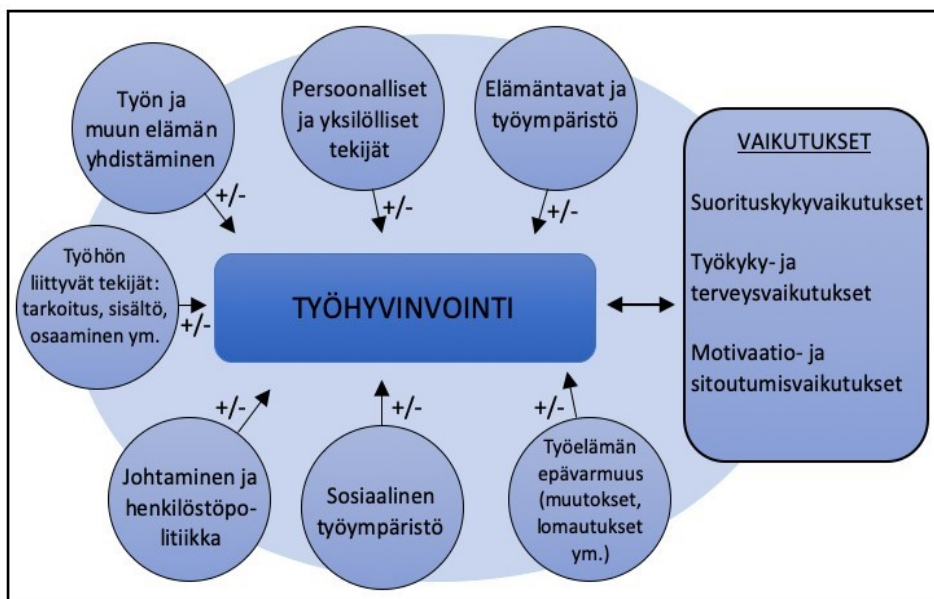 Työn ja
muun elämän
yhdistäminen
+/-
Persoonalliset
ja yksilölliset
tekijät
+/-
Elämäntavat ja
työympäristö
+/-
Työhön
liittyvät tekijät:
tarkoitus, sisältö,
osaaminen ym.
+/-
TYÖHYVINVOINTI
Johtaminen ja
henkilöstöpo-
litiikka
+/-
Sosiaalinen
työympäristö
+/-
Työelämän
epävarmuus
(muutokset,
lomautukset
ym.)
+/-
VAIKUTUKSET
Suorituskykyvaikutukset
Työkyky- ja
terveysvaikutukset
Motivaatio- ja
sitoutumisvaikutukset